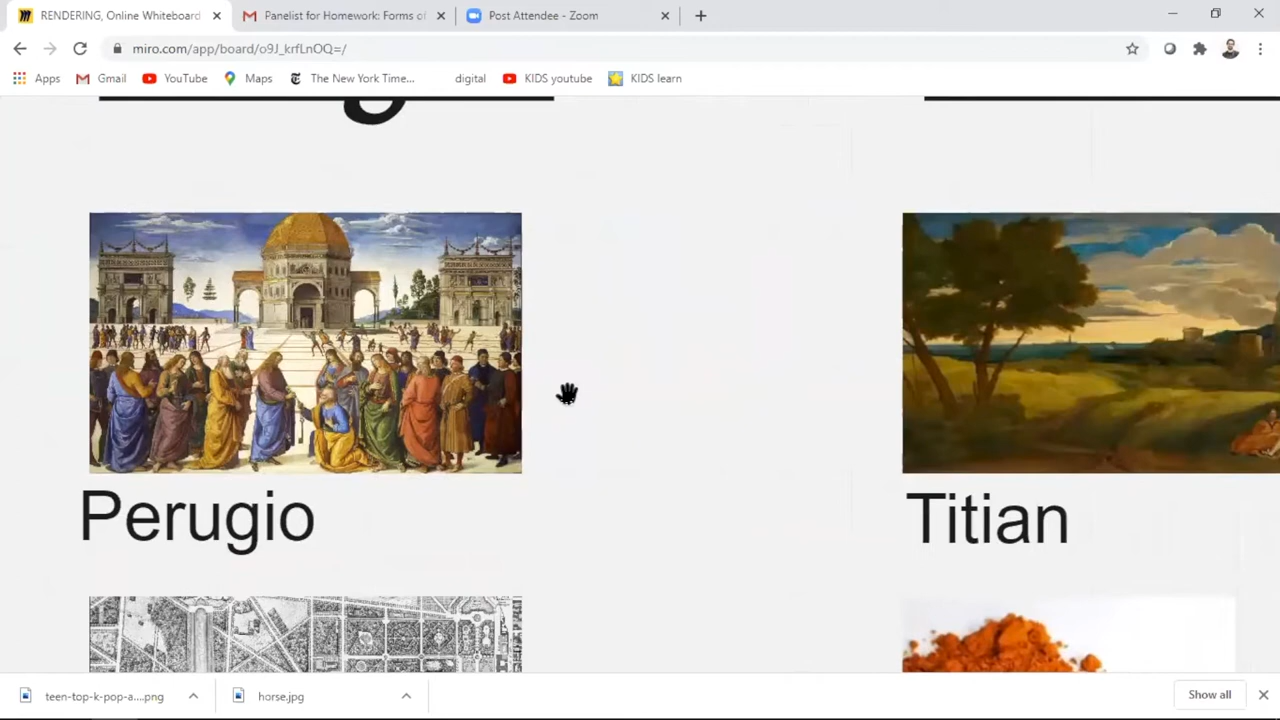 RENDERING, Online Whiteboard
Panelist for Homework: Forms of
Post Attendee - Zoom
miro.com/app/board/o9J_krfLnOQ=/
Apps Gmail YouTube Maps The New York Time... digital KIDS youtube KIDS learn
Perugio
Titian
teen-top-k-pop-a....png
horse.jpg
Show all